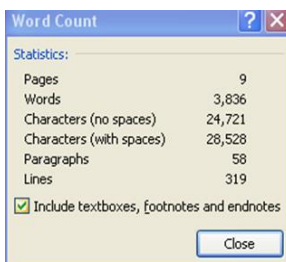 Word Count
Statistics:
Pages 9
Words 3,836
Characters (no spaces) 24,721
Characters (with spaces) 28,528
Paragraphs 58
Lines 319
Include textboxes, footnotes and endnotes
Close